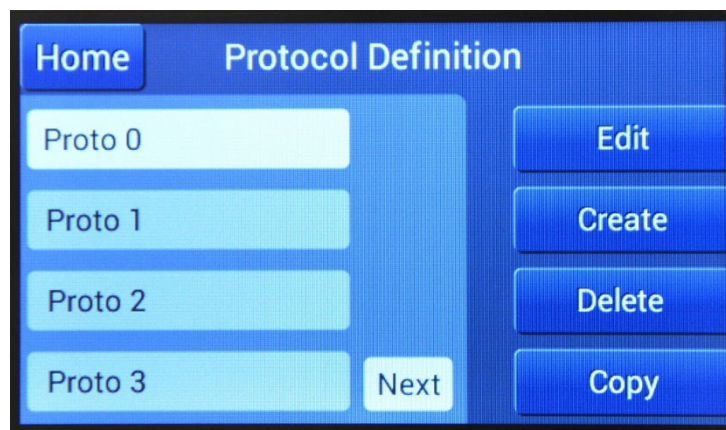 Home
Protocol Definition
Proto 0
Edit
Proto 1
Create
Proto 2
Delete
Proto 3
Next
Copy